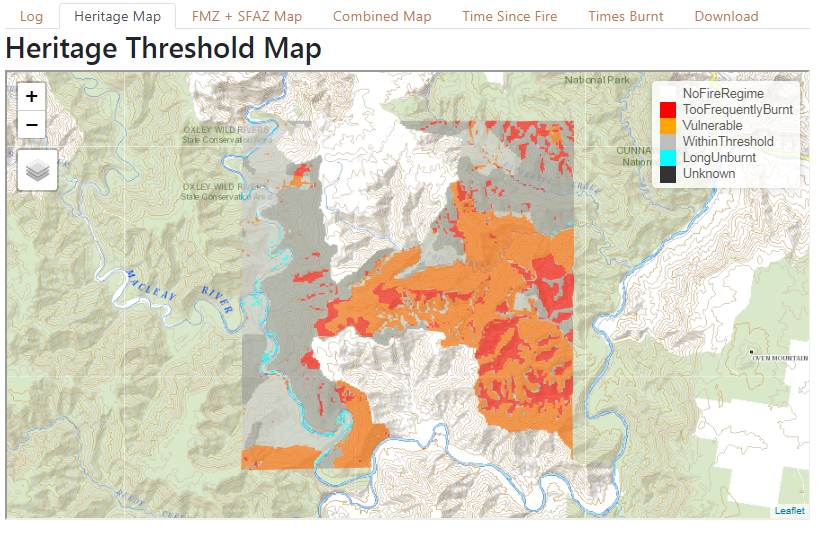 Log Heritage Map FMZ + SFAZ Map Combined Map Time Since Fire Times Burnt Download
Heritage Threshold Map
National Park
+
−
NoFireRegime
TooFrequentlyBurnt
Vulnerable
WithinThreshold
LongUnburnt
Unknown
OXLEY WILD RIVERS
State Conservation Area
CUNNA
Nation
OXLEY WILD RIVERS
State Conservation Area
MACLEAY RIVER
OVEN MOUNTAIN
Leaflet